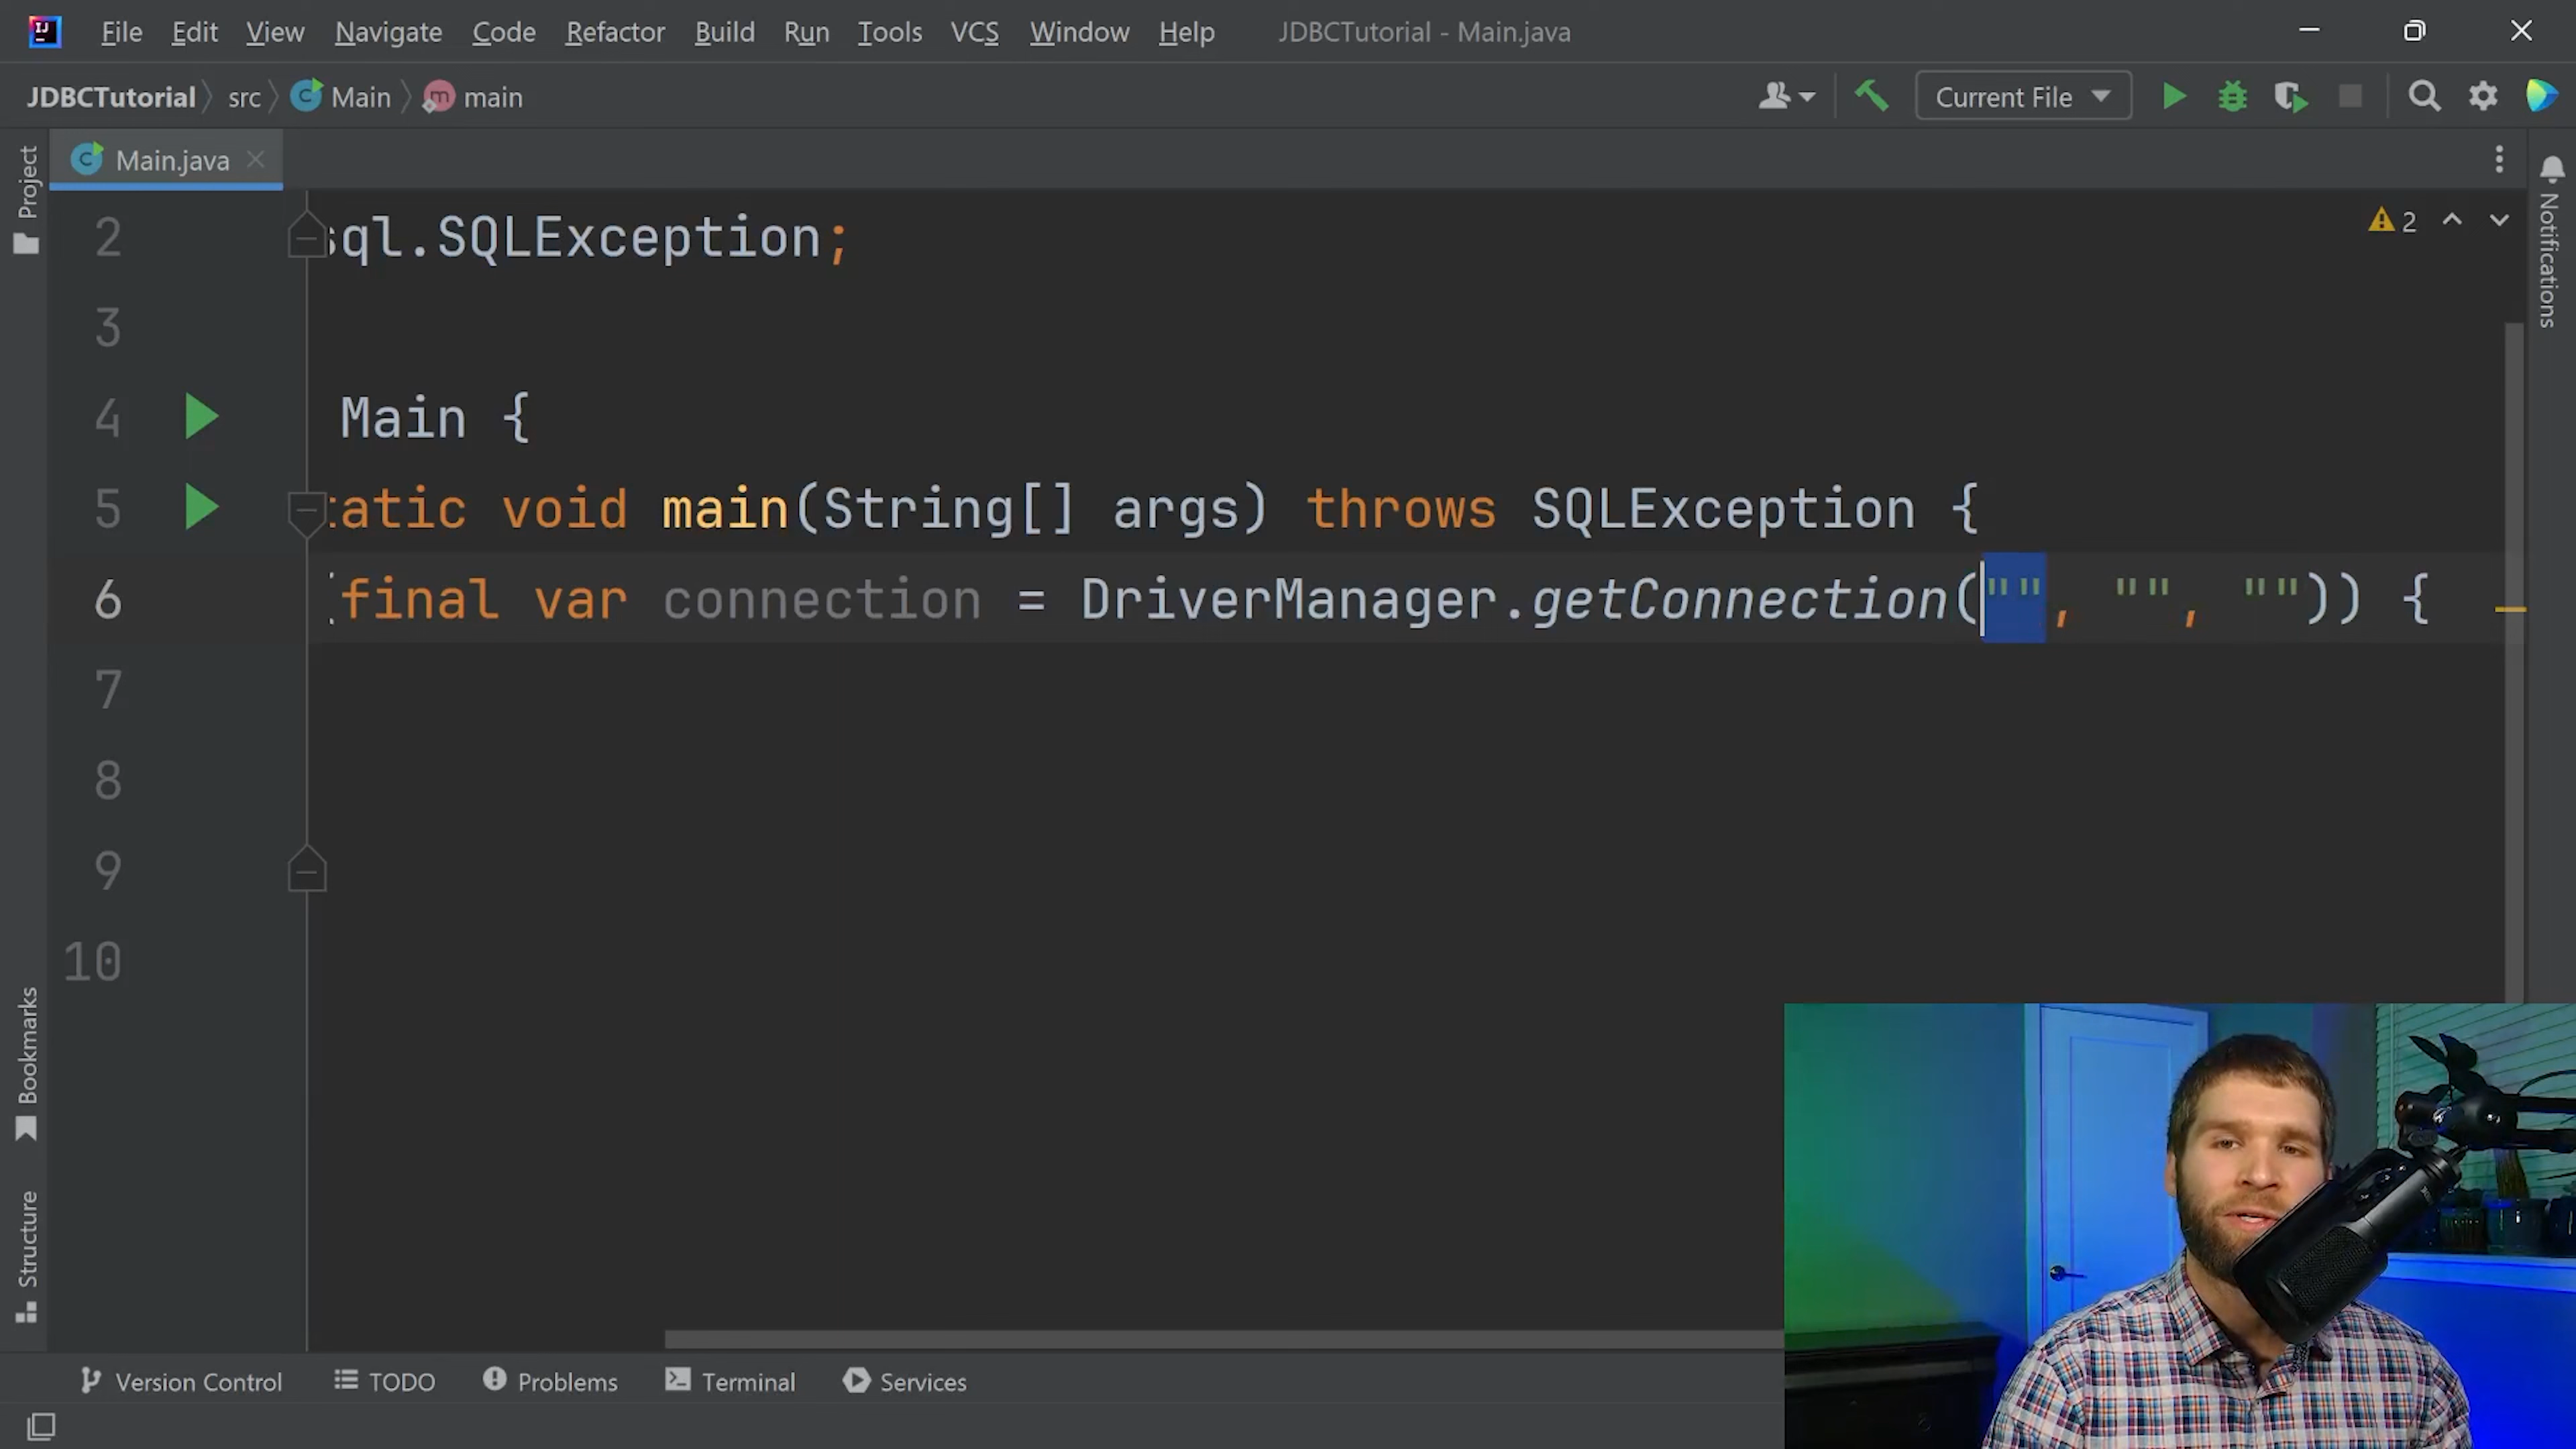 File Edit View Navigate Code Refactor Build Run Tools VCS Window Help JDBCTutorial - Main.java
JDBCTutorial src Main main Current File
Main.java
Project
Notifications
2
2 sql.SQLException;
3
4 Main {
5 tatic void main(String[] args) throws SQLException {
6 (final var connection = DriverManager.getConnection("", "", "")) {
7
8
9
10
Bookmarks
Structure
Version Control TODO Problems Terminal Services